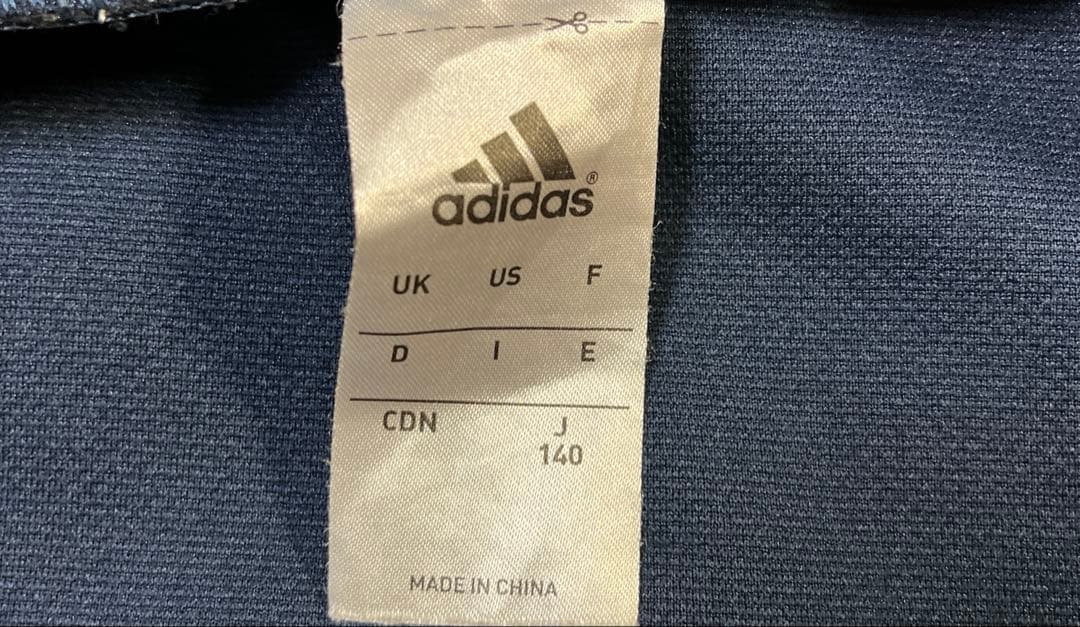 adidas®
UK US F
D I E
CDN J
140
MADE IN CHINA